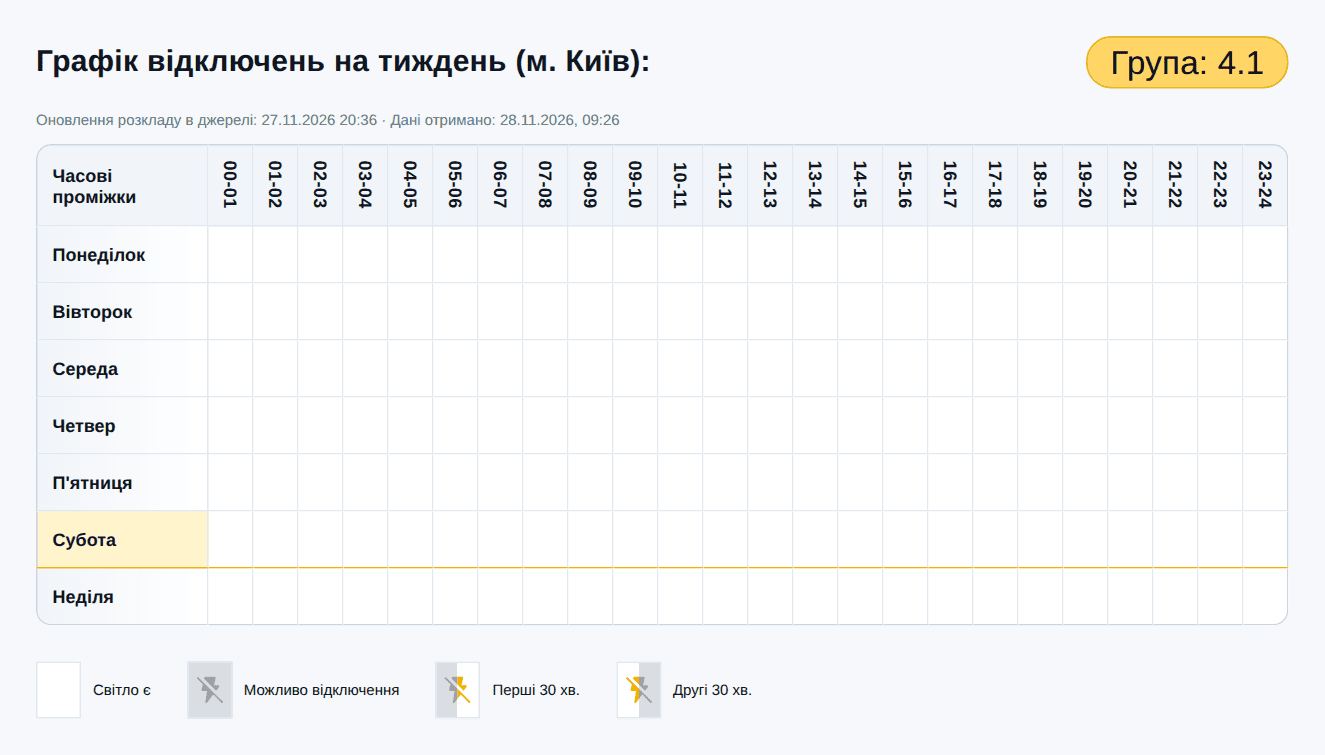 Графік відключень на тиждень (м. Київ):
Група: 4.1
Оновлення розкладу в джерелі: 27.11.2026 20:36 · Дані отримано: 28.11.2026, 09:26
Часові
проміжки
00-01
01-02
02-03
03-04
04-05
05-06
06-07
07-08
08-09
09-10
10-11
11-12
12-13
13-14
14-15
15-16
16-17
17-18
18-19
19-20
20-21
21-22
22-23
23-24
Понеділок
Вівторок
Середа
Четвер
П'ятниця
Субота
Неділя
Світло є
Можливо відключення
Перші 30 хв.
Другі 30 хв.